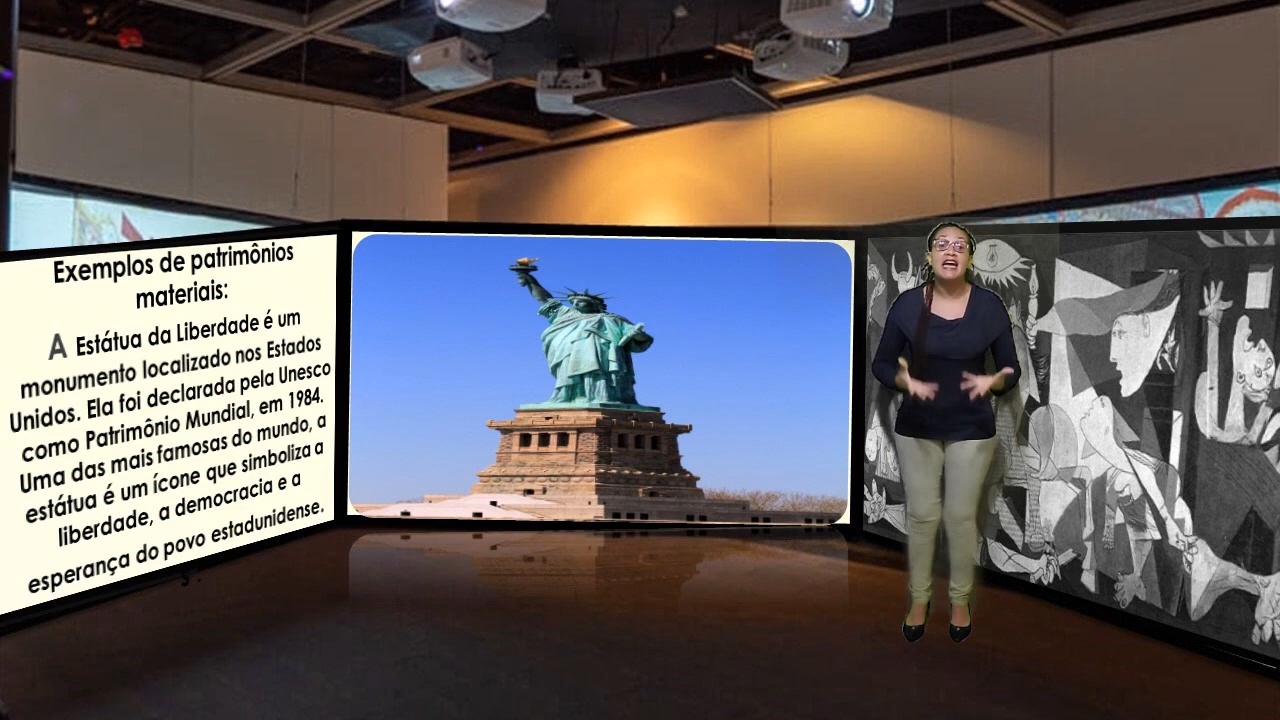 Exemplos de patrimônios
materiais:
A Estátua da Liberdade é um
monumento localizado nos Estados
Unidos. Ela foi declarada pela Unesco
como Patrimônio Mundial, em 1984.
Uma das mais famosas do mundo, a
estátua é um ícone que simboliza a
liberdade, a democracia e a
esperança do povo estadunidense.